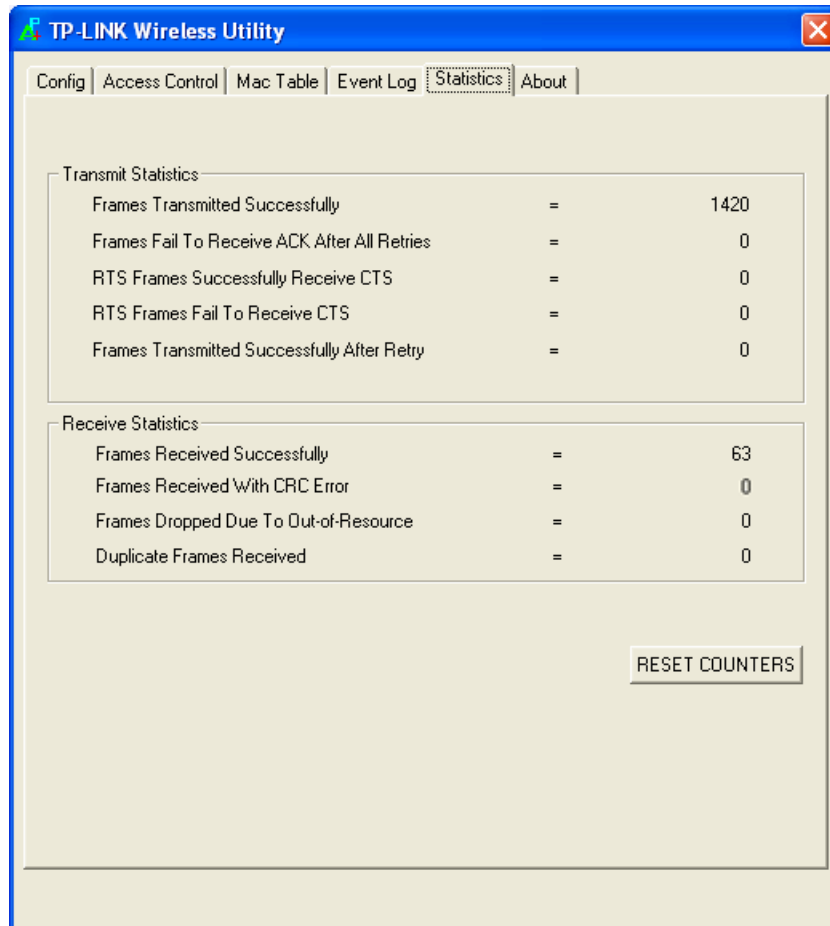 TP-LINK Wireless Utility
Config Access Control Mac Table Event Log Statistics About
Transmit Statistics
Frames Transmitted Successfully = 1420
Frames Fail To Receive ACK After All Retries = 0
RTS Frames Successfully Receive CTS = 0
RTS Frames Fail To Receive CTS = 0
Frames Transmitted Successfully After Retry = 0
Receive Statistics
Frames Received Successfully = 63
Frames Received With CRC Error = 0
Frames Dropped Due To Out-of-Resource = 0
Duplicate Frames Received = 0
RESET COUNTERS